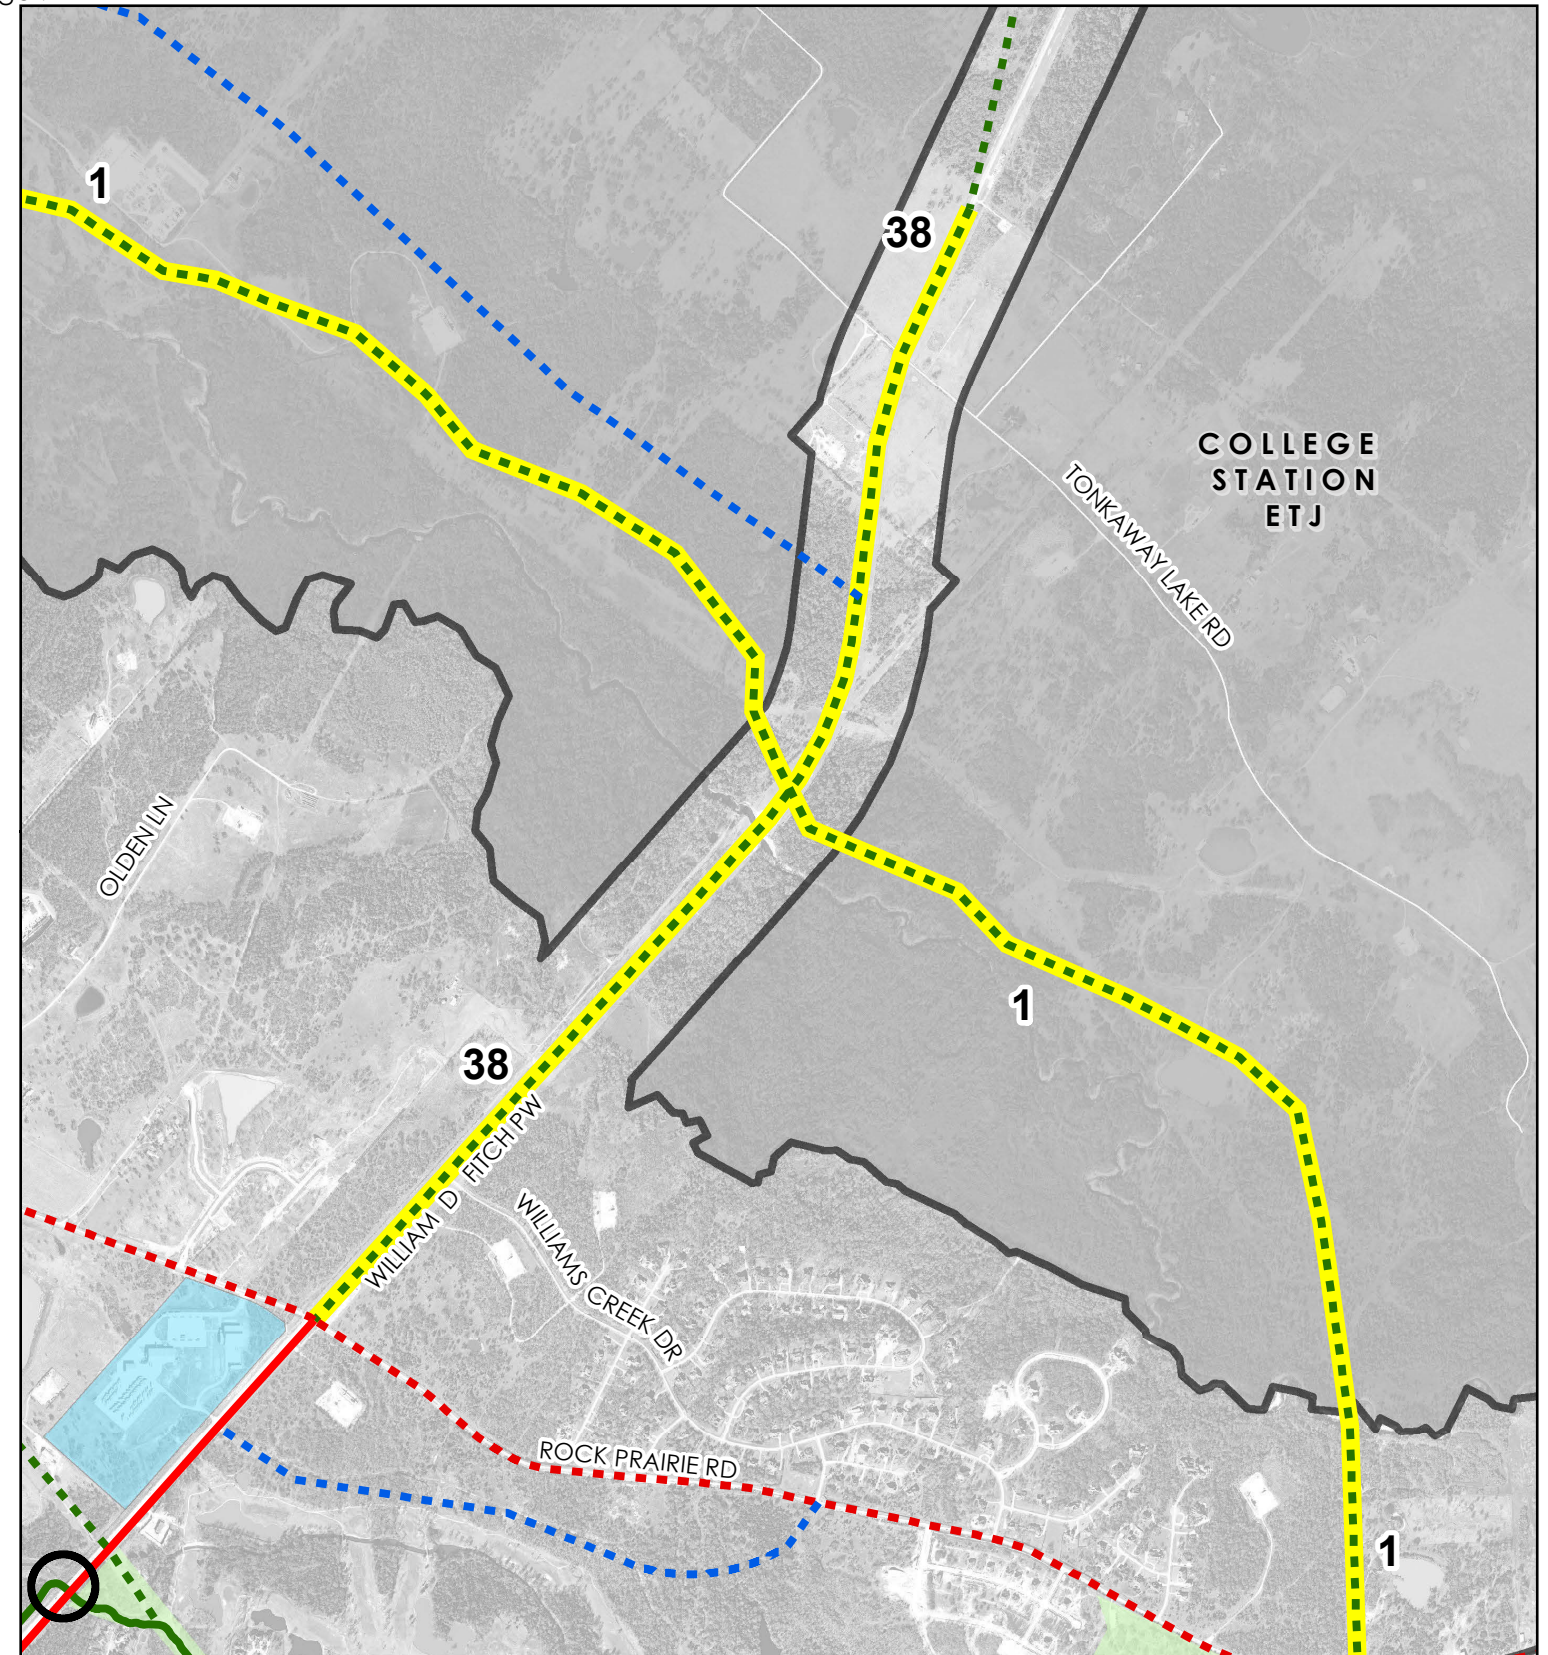 1
38
COLLEGE
STATION
ETJ
TONKAWAY LAKE RD
OLDEN LN
1
38
WILLIAM D FITCH PW
WILLIAMS CREEK DR
ROCK PRAIRIE RD
1